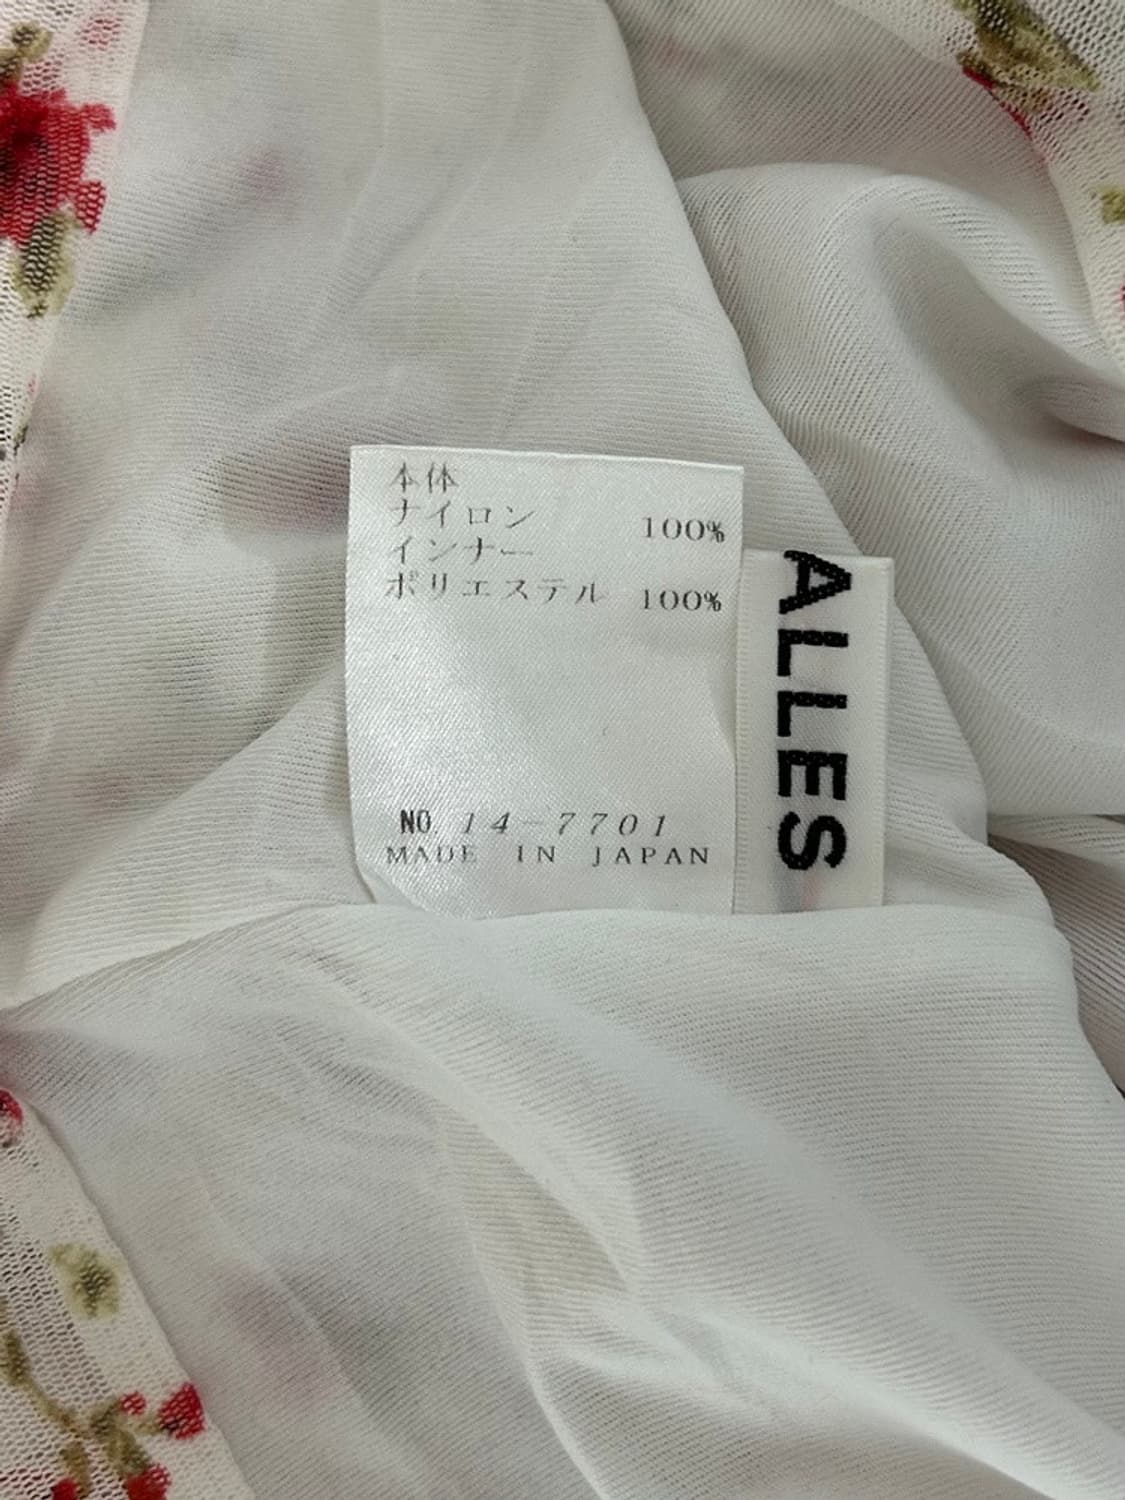 本体
ナイロン 100%
インナー
ポリエステル 100%
NO. 14-7701
MADE IN JAPAN
ALLES